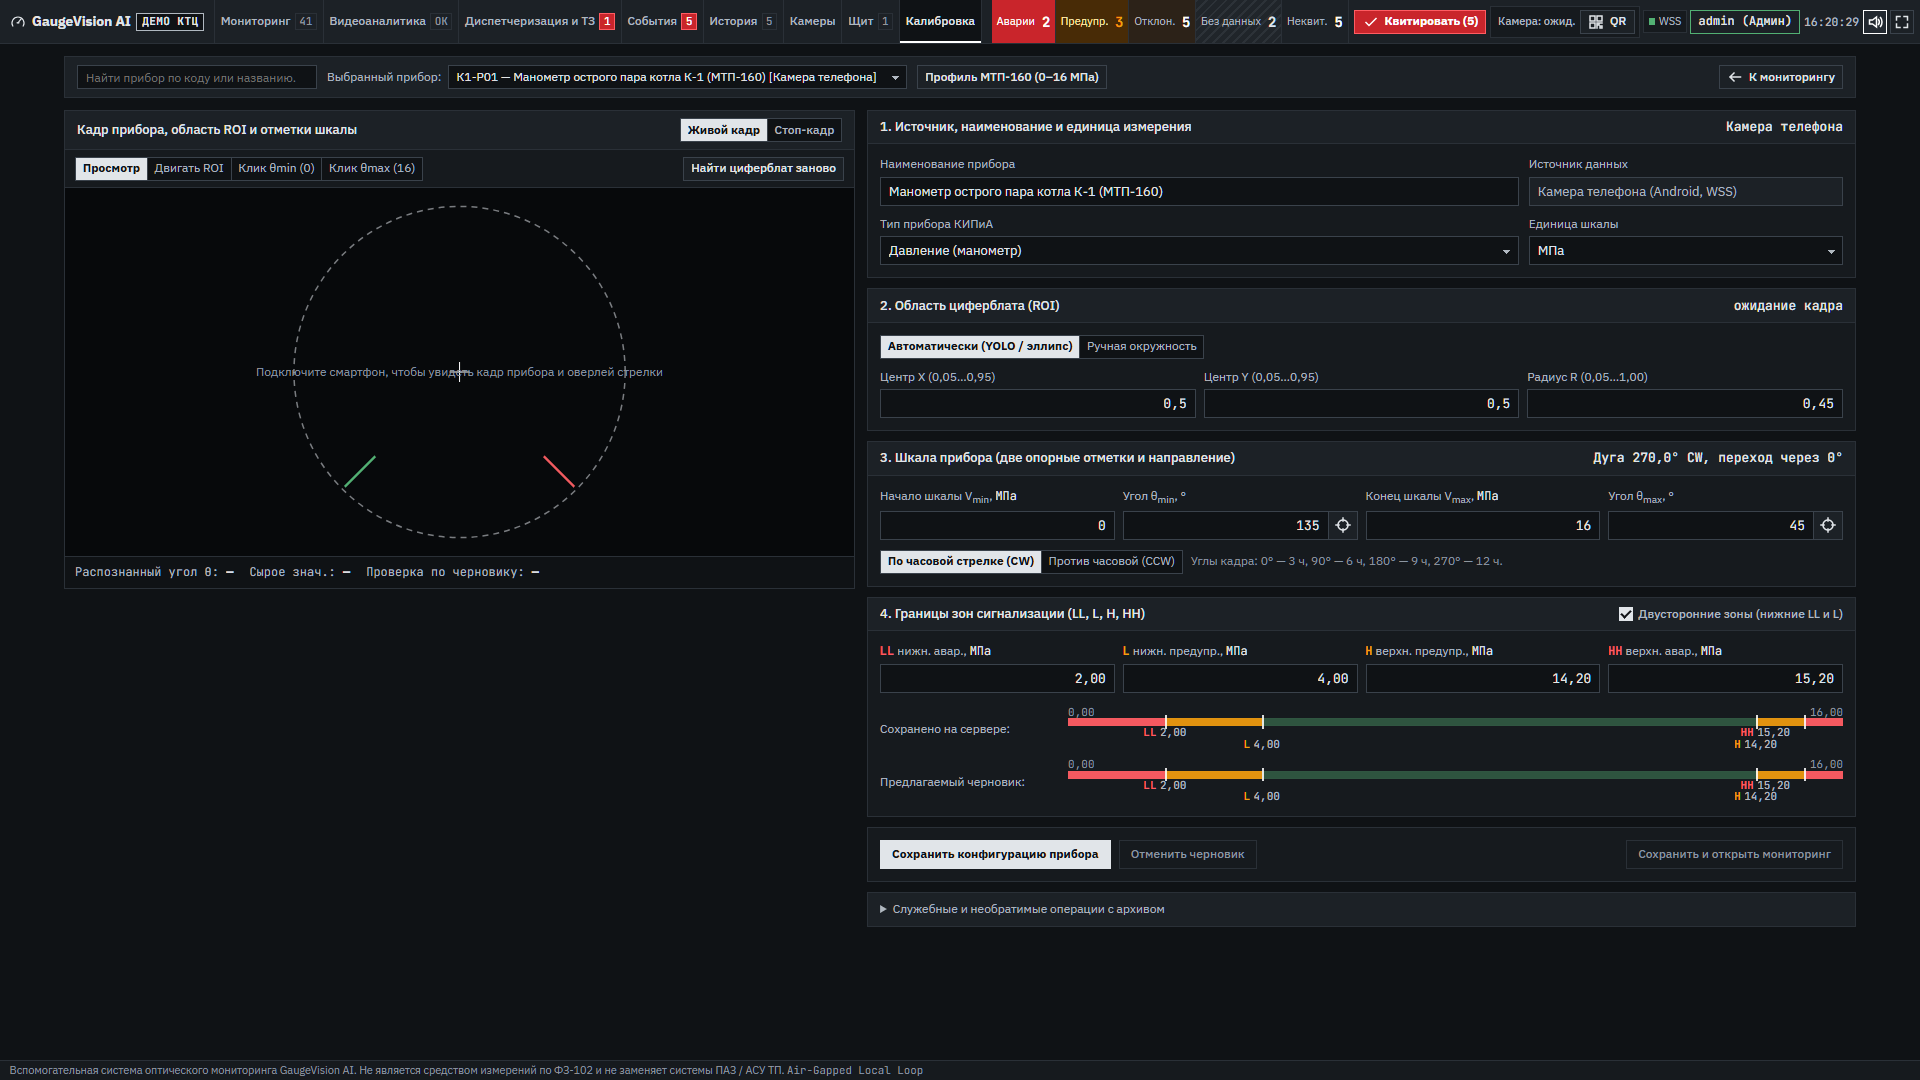 GaugeVision AI ДЕМО КТЦ Мониторинг 41 Видеоаналитика OK Диспетчеризация и ТЗ 1 События 5 История 5 Камеры Щит 1 Калибровка Аварии 2 Предупр. 3 Отклон. 5 Без данных 2 Неквит. 5 Квитировать (5) Камера: ожид. QR WSS admin (Админ) 16:20:29
Найти прибор по коду или названию. Выбранный прибор: K1-P01 — Манометр острого пара котла К-1 (МТП-160) [Камера телефона] Профиль МТП-160 (0–16 МПа) К мониторингу
Кадр прибора, область ROI и отметки шкалы Живой кадр Стоп-кадр
Просмотр Двигать ROI Клик θmin (0) Клик θmax (16) Найти циферблат заново
Подключите смартфон, чтобы увидеть кадр прибора и оверлей стрелки
Распознанный угол θ: — Сырое знач.: — Проверка по черновику: —
1. Источник, наименование и единица измерения Камера телефона
Наименование прибора Источник данных
Манометр острого пара котла К-1 (МТП-160) Камера телефона (Android, WSS)
Тип прибора КИПиА Единица шкалы
Давление (манометр) МПа
2. Область циферблата (ROI) ожидание кадра
Автоматически (YOLO / эллипс) Ручная окружность
Центр X (0,05…0,95) Центр Y (0,05…0,95) Радиус R (0,05…1,00)
0,5 0,5 0,45
3. Шкала прибора (две опорные отметки и направление) Дуга 270,0° CW, переход через 0°
Начало шкалы Vmin, МПа Угол θmin, ° Конец шкалы Vmax, МПа Угол θmax, °
0 135 16 45
По часовой стрелке (CW) Против часовой (CCW) Углы кадра: 0° — 3 ч, 90° — 6 ч, 180° — 9 ч, 270° — 12 ч.
4. Границы зон сигнализации (LL, L, H, HH) Двусторонние зоны (нижние LL и L)
LL нижн. авар., МПа L нижн. предупр., МПа H верхн. предупр., МПа HH верхн. авар., МПа
2,00 4,00 14,20 15,20
0,00 16,00
Сохранено на сервере:
LL 2,00 HH 15,20
L 4,00 H 14,20
0,00 16,00
Предлагаемый черновик:
LL 2,00 HH 15,20
L 4,00 H 14,20
Сохранить конфигурацию прибора Отменить черновик Сохранить и открыть мониторинг
Служебные и необратимые операции с архивом
Вспомогательная система оптического мониторинга GaugeVision AI. Не является средством измерений по ФЗ-102 и не заменяет системы ПАЗ / АСУ ТП. Air-Gapped Local Loop